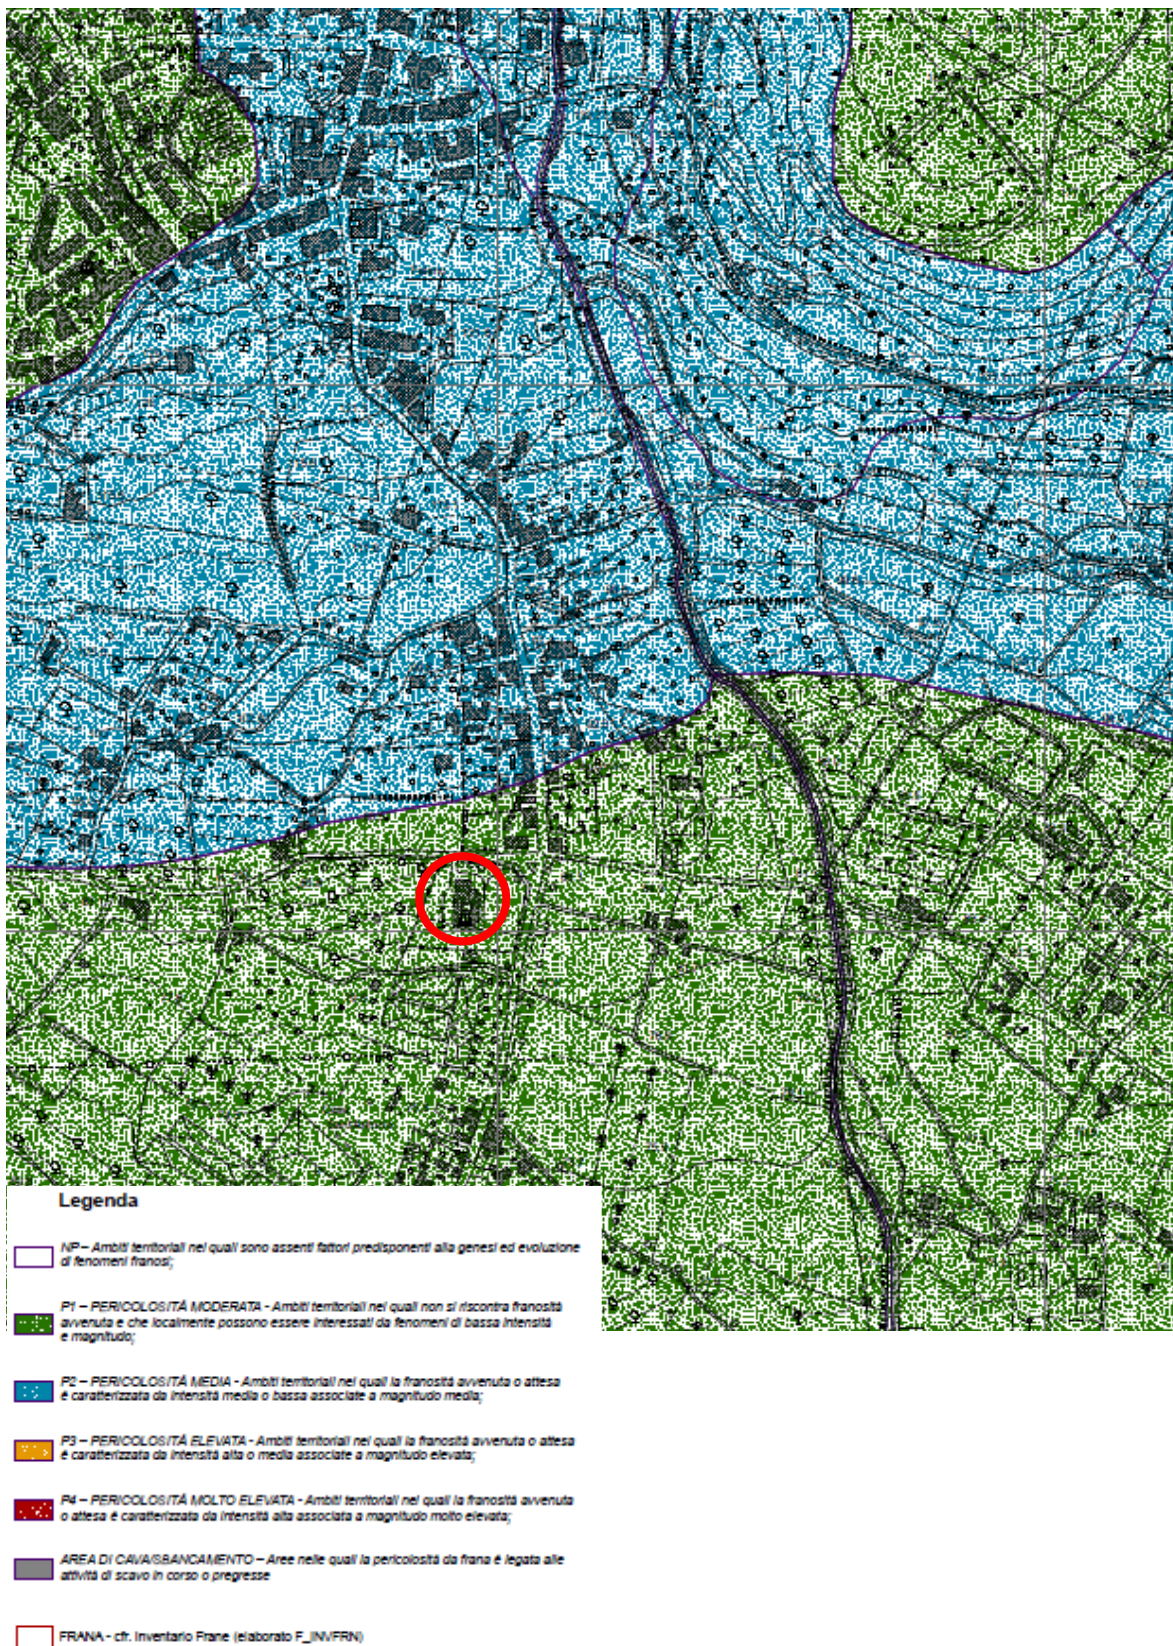 Legenda
NP – Ambiti territoriali nei quali sono assenti fattori predisponenti alla genesi ed evoluzione
di fenomeni franosi;
P1 – PERICOLOSITÁ MODERATA - Ambiti territoriali nei quali non si riscontra franosità
avvenuta e che localmente possono essere interessati da fenomeni di bassa intensità
e magnitudo;
P2 – PERICOLOSITÁ MEDIA - Ambiti territoriali nei quali la franosità avvenuta o attesa
è caratterizzata da intensità media o bassa associate a magnitudo media;
P3 – PERICOLOSITÁ ELEVATA - Ambiti territoriali nei quali la franosità avvenuta o attesa
è caratterizzata da intensità alta o media associate a magnitudo elevata;
P4 – PERICOLOSITÁ MOLTO ELEVATA - Ambiti territoriali nei quali la franosità avvenuta
o attesa è caratterizzata da intensità alta associata a magnitudo molto elevata;
AREA DI CAVA/SBANCAMENTO – Aree nelle quali la pericolosità da frana è legata alle
attività di scavo in corso o pregresse
FRANA - cfr. Inventario Frane (elaborato F_INVFRN)